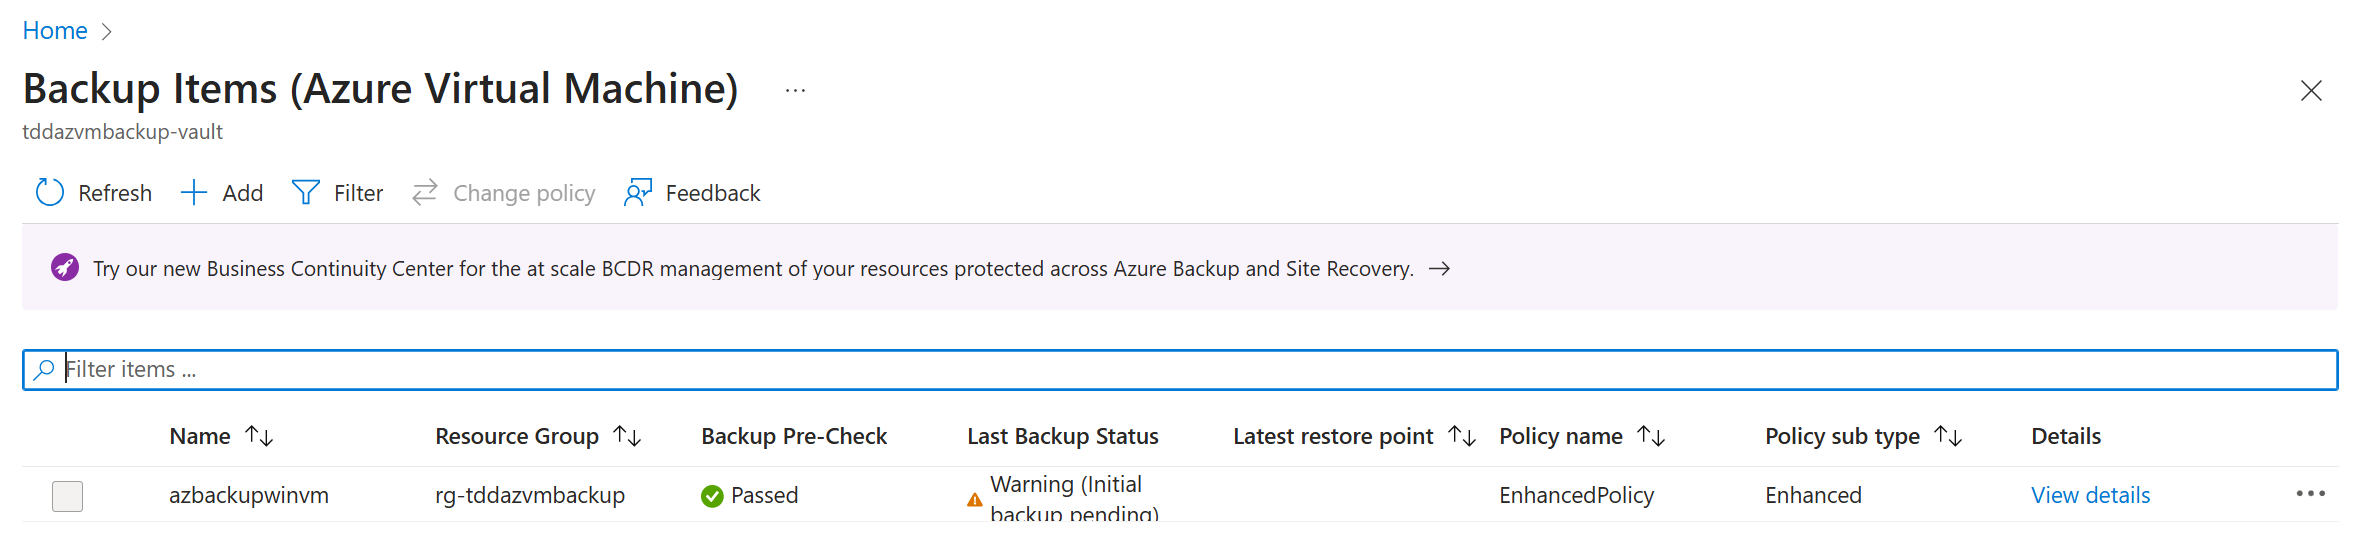 Home
Backup Items (Azure Virtual Machine) ...
tddazvmbackup-vault
Refresh Add Filter Change policy Feedback
Try our new Business Continuity Center for the at scale BCDR management of your resources protected across Azure Backup and Site Recovery. →
Filter items ...
Name ↑↓ Resource Group ↑↓ Backup Pre-Check Last Backup Status Latest restore point ↑↓ Policy name ↑↓ Policy sub type ↑↓ Details
azbackupwinvm rg-tddazvmbackup Passed Warning (Initial backup pending) EnhancedPolicy Enhanced View details ...